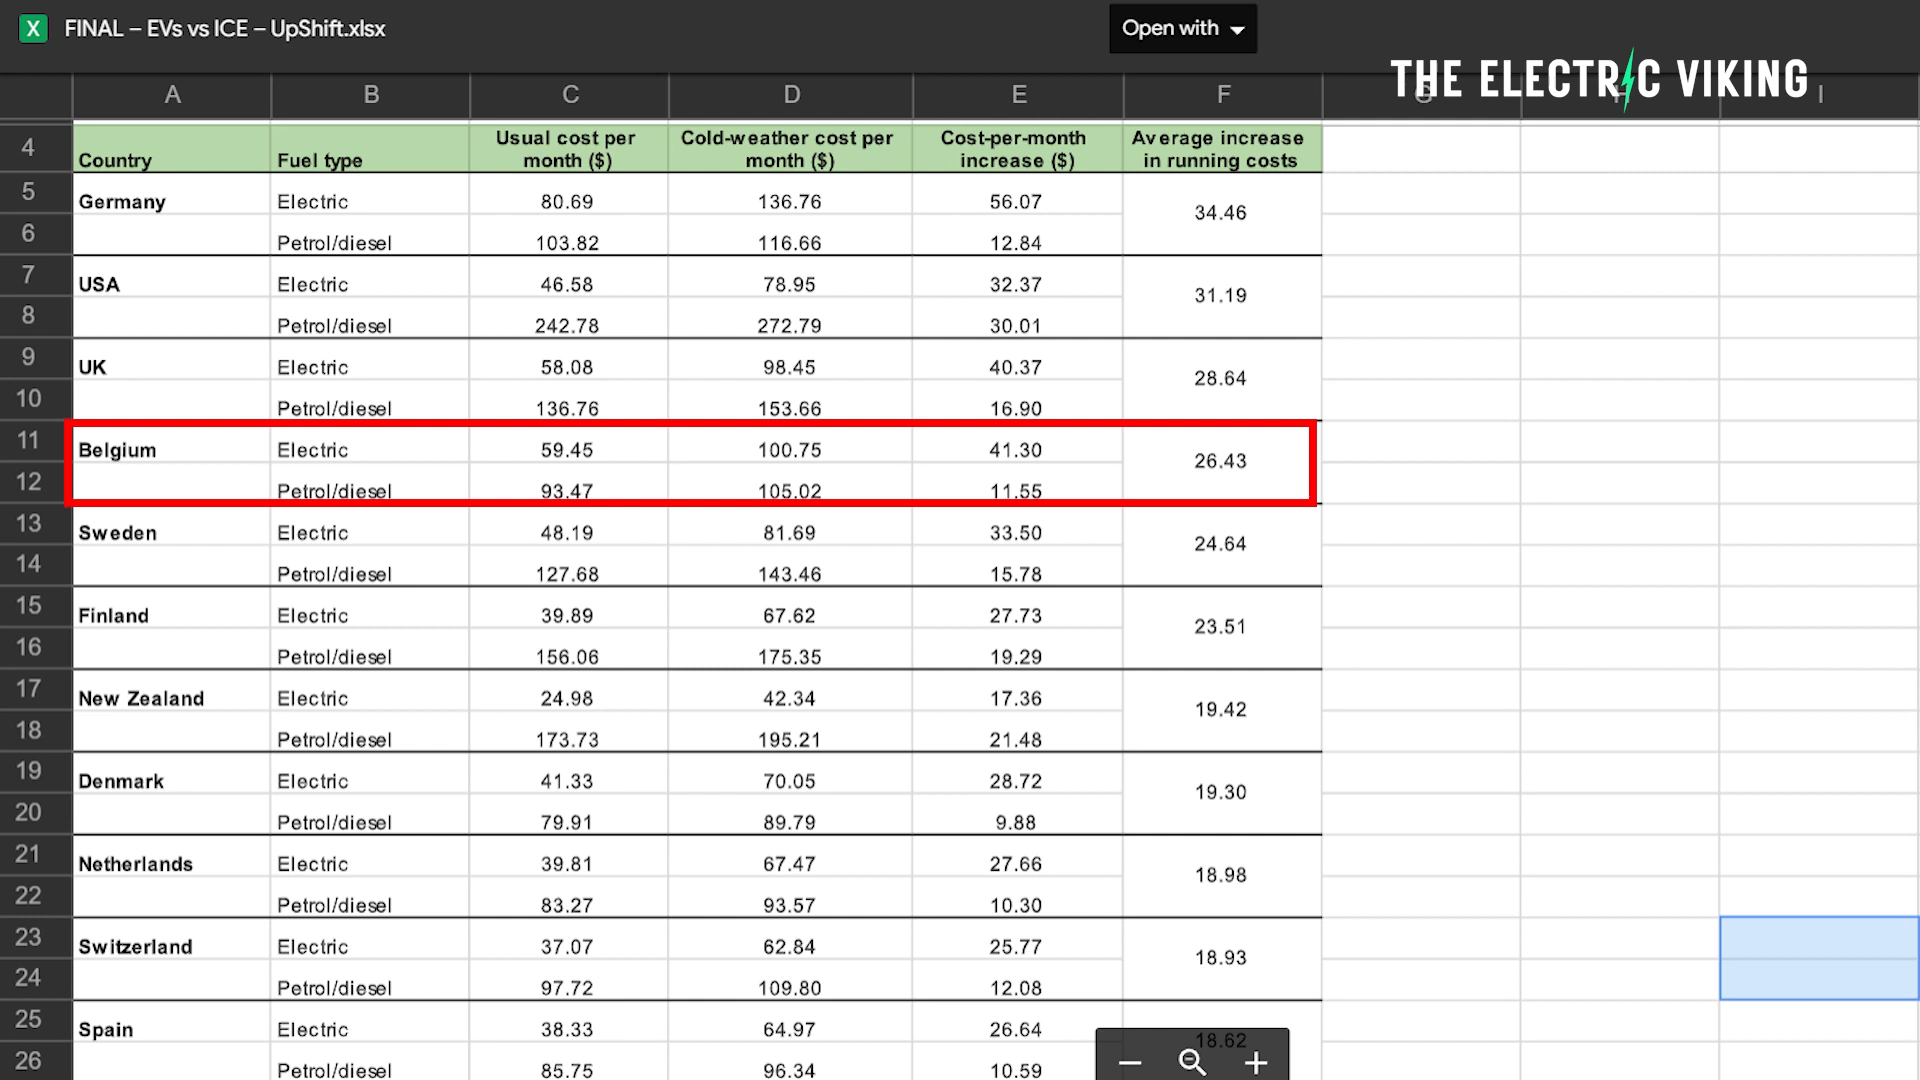 X FINAL – EVs vs ICE – UpShift.xlsx Open with
THE ELECTRIC VIKING
A B C D E F G H I
4 Country Fuel type Usual cost per month ($) Cold-weather cost per month ($) Cost-per-month increase ($) Average increase in running costs
5 Germany Electric 80.69 136.76 56.07 34.46
6 Petrol/diesel 103.82 116.66 12.84
7 USA Electric 46.58 78.95 32.37 31.19
8 Petrol/diesel 242.78 272.79 30.01
9 UK Electric 58.08 98.45 40.37 28.64
10 Petrol/diesel 136.76 153.66 16.90
11 Belgium Electric 59.45 100.75 41.30 26.43
12 Petrol/diesel 93.47 105.02 11.55
13 Sweden Electric 48.19 81.69 33.50 24.64
14 Petrol/diesel 127.68 143.46 15.78
15 Finland Electric 39.89 67.62 27.73 23.51
16 Petrol/diesel 156.06 175.35 19.29
17 New Zealand Electric 24.98 42.34 17.36 19.42
18 Petrol/diesel 173.73 195.21 21.48
19 Denmark Electric 41.33 70.05 28.72 19.30
20 Petrol/diesel 79.91 89.79 9.88
21 Netherlands Electric 39.81 67.47 27.66 18.98
22 Petrol/diesel 83.27 93.57 10.30
23 Switzerland Electric 37.07 62.84 25.77 18.93
24 Petrol/diesel 97.72 109.80 12.08
25 Spain Electric 38.33 64.97 26.64 18.62
26 Petrol/diesel 85.75 96.34 10.59